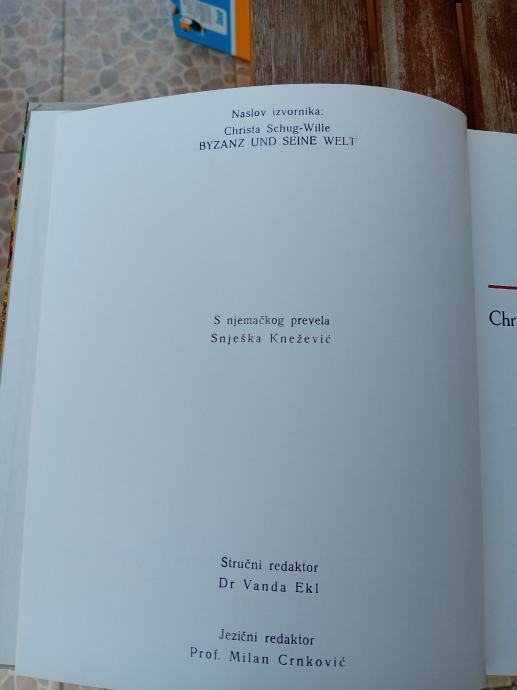 Naslov izvornika:
Christa Schug-Wille
BYZANZ UND SEINE WELT
S njemačkog prevela
Snješka Knežević
Stručni redaktor
Dr Vanda Ekl
Jezični redaktor
Prof. Milan Crnković
Chr